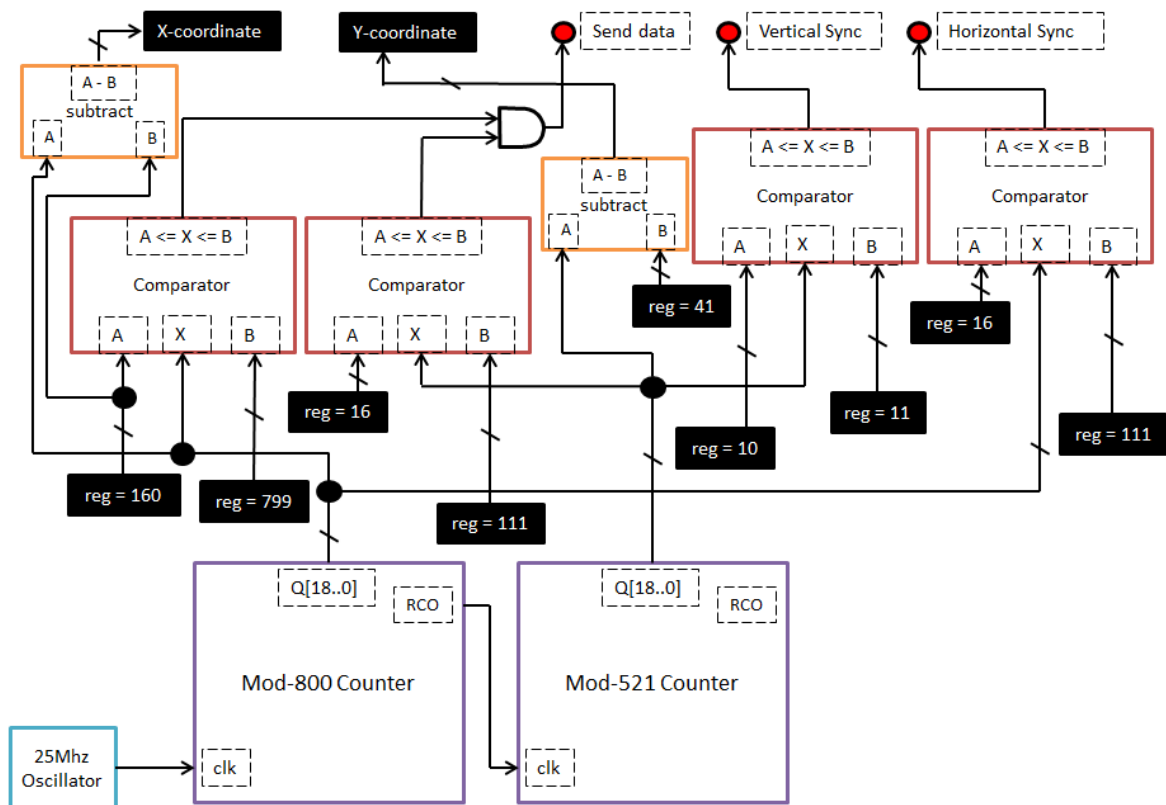 X-coordinate
Y-coordinate
Send data
Vertical Sync
Horizontal Sync
A - B
subtract
A
B
A <= X <= B
Comparator
A
X
B
A <= X <= B
Comparator
A
X
B
A - B
subtract
A
B
A <= X <= B
Comparator
A
X
B
A <= X <= B
Comparator
A
X
B
reg = 41
reg = 16
reg = 16
reg = 11
reg = 10
reg = 111
reg = 160
reg = 799
reg = 111
Q[18..0]
RCO
Mod-800 Counter
clk
Q[18..0]
RCO
Mod-521 Counter
clk
25Mhz
Oscillator